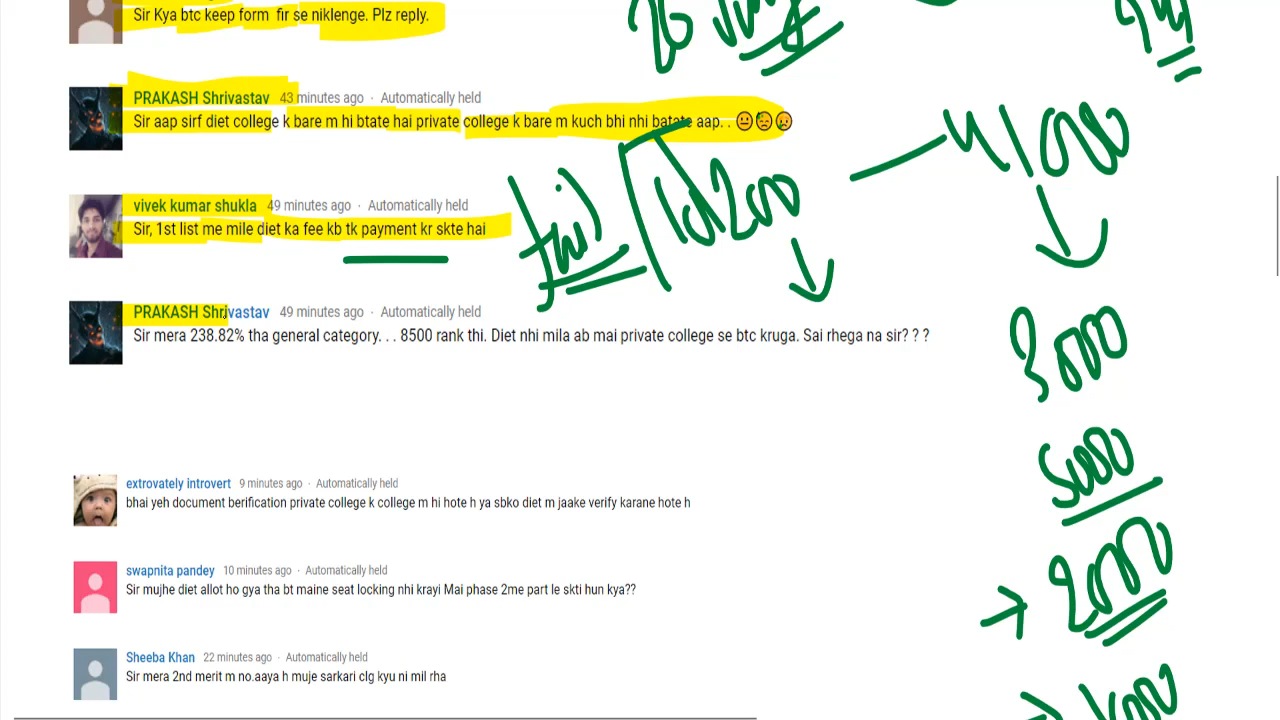 Sir Kya btc keep form fir se niklenge. Plz reply.
26
PRAKASH Shrivastav 43 minutes ago · Automatically held
Sir aap sirf diet college k bare m hi btate hai private college k bare m kuch bhi nhi batate aap. . 😐😓😥
41000
10200
vivek kumar shukla 49 minutes ago · Automatically held
Sir, 1st list me mile diet ka fee kb tk payment kr skte hai
PRAKASH Shrivastav 49 minutes ago · Automatically held
Sir mera 238.82% tha general category. . . 8500 rank thi. Diet nhi mila ab mai private college se btc kruga. Sai rhega na sir? ? ?
3000
5000
extrovately introvert 9 minutes ago · Automatically held
bhai yeh document berification private college k college m hi hote h ya sbko diet m jaake verify karane hote h
2000
swapnita pandey 10 minutes ago · Automatically held
Sir mujhe diet allot ho gya tha bt maine seat locking nhi krayi Mai phase 2me part le skti hun kya??
Sheeba Khan 22 minutes ago · Automatically held
Sir mera 2nd merit m no.aaya h muje sarkari clg kyu ni mil rha